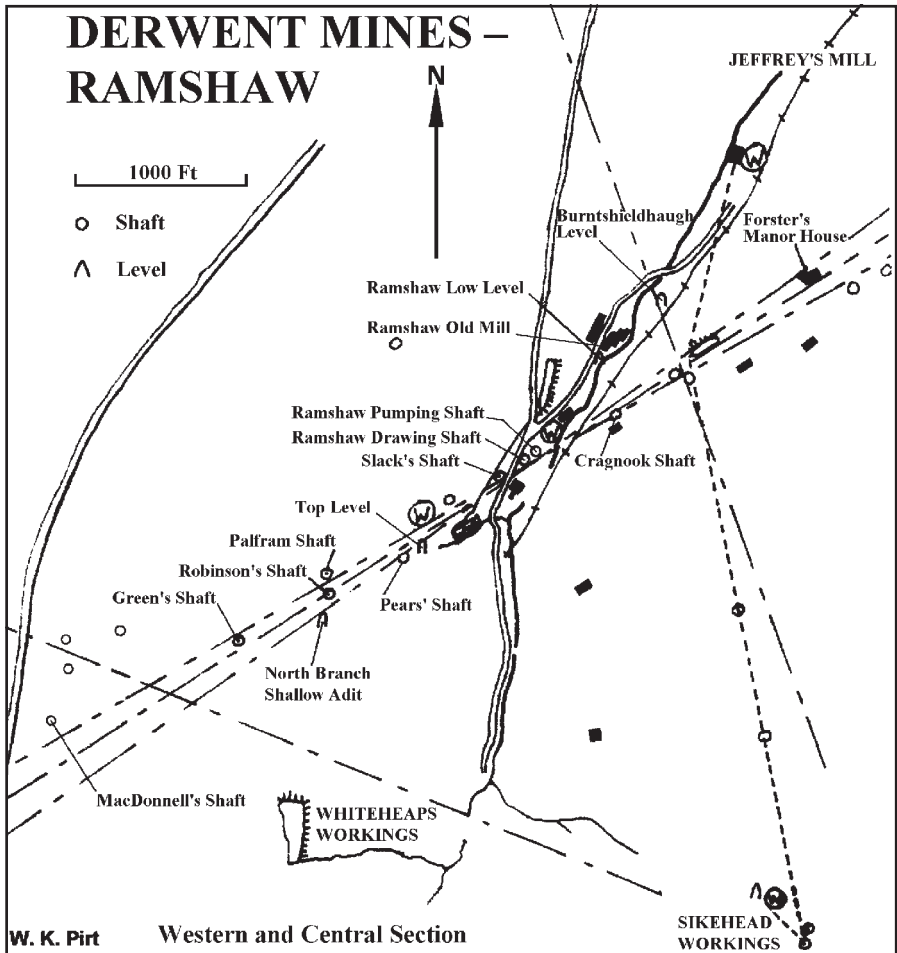 DERWENT MINES –
RAMSHAW
N
1000 Ft
Shaft
Level
JEFFREY'S MILL
W
Burntshieldhaugh
Level
Forster's
Manor House
Ramshaw Low Level
Ramshaw Old Mill
Ramshaw Pumping Shaft
Ramshaw Drawing Shaft
W
Slack's Shaft
Cragnook Shaft
Top Level
W
Palfram Shaft
Robinson's Shaft
Green's Shaft
Pears' Shaft
North Branch
Shallow Adit
MacDonnell's Shaft
WHITEHEAPS
WORKINGS
W
SIKEHEAD
WORKINGS
W. K. Pirt
Western and Central Section